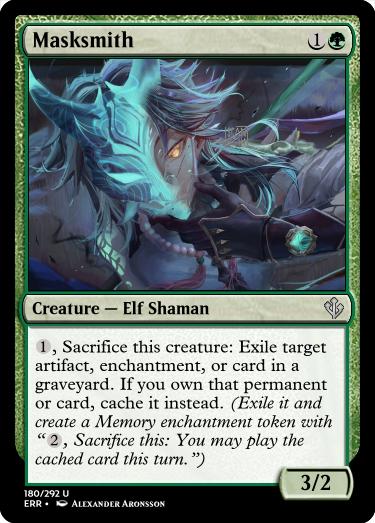 Masksmith 1
Creature — Elf Shaman
1, Sacrifice this creature: Exile target
artifact, enchantment, or card in a
graveyard. If you own that permanent
or card, cache it instead. (Exile it and
create a Memory enchantment token with
“2, Sacrifice this: You may play the
cached card this turn.”)
3/2
180/292 U
ERR • Alexander Aronsson